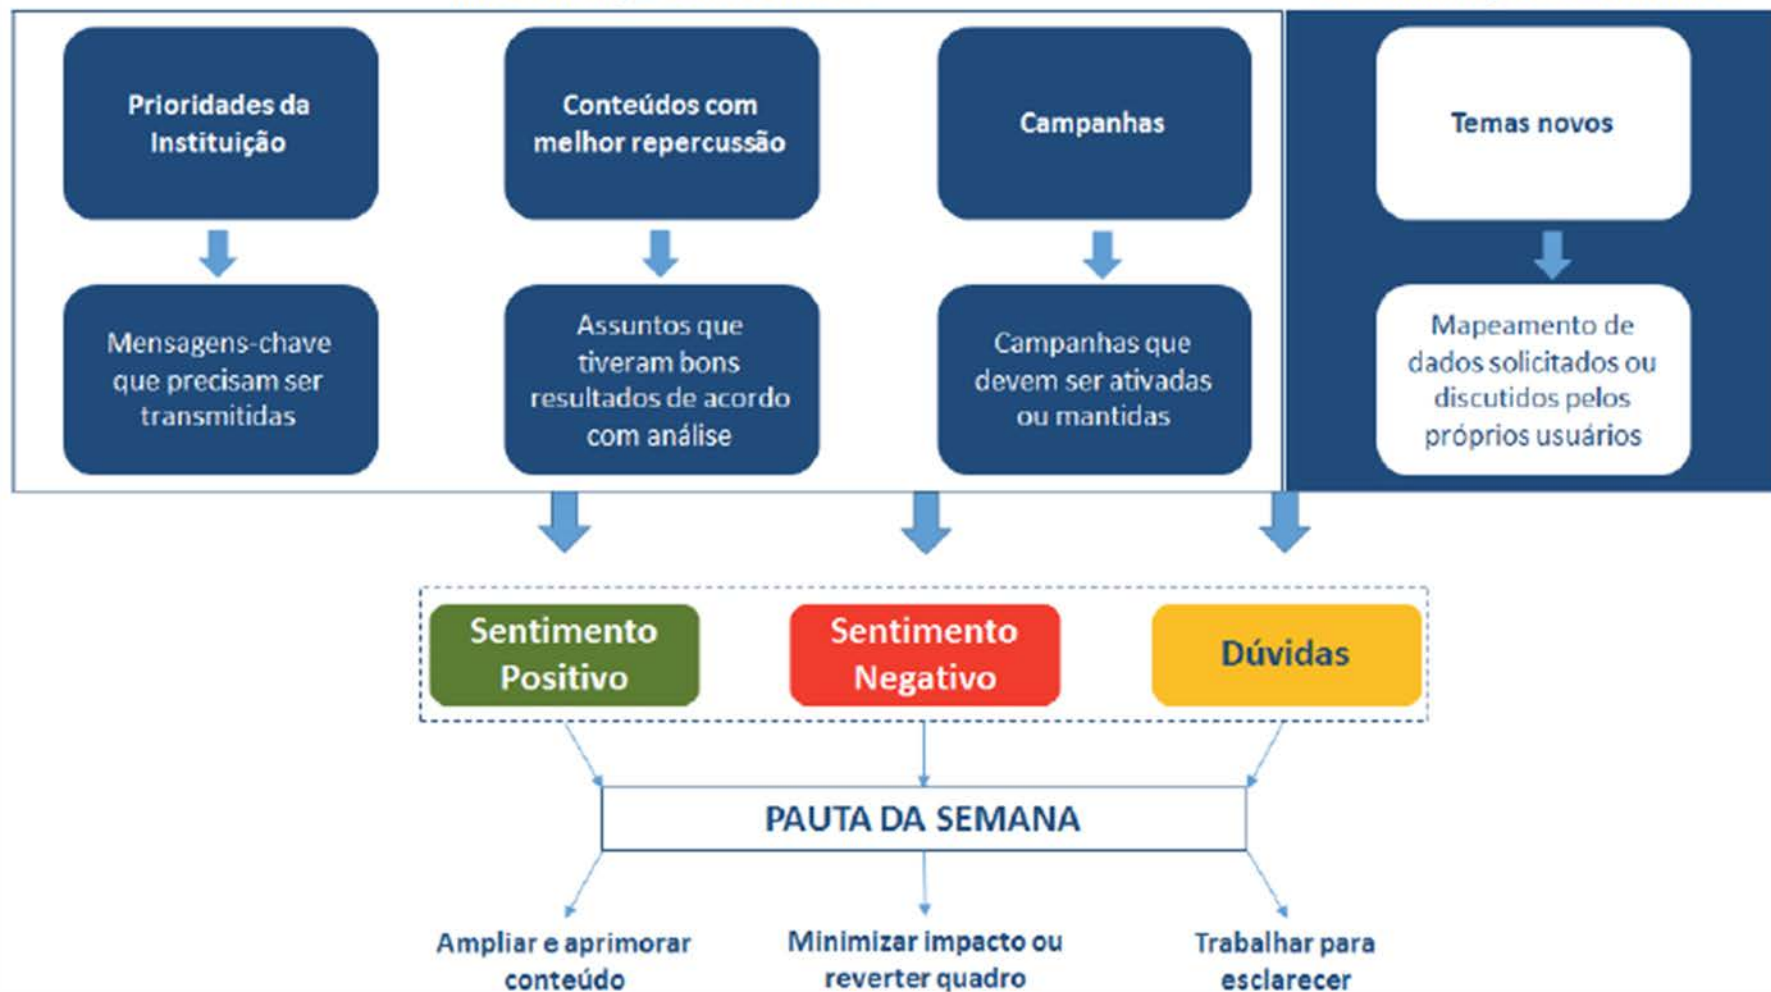 Prioridades da
Instituição
Conteúdos com
melhor repercussão
Campanhas
Temas novos
Mensagens-chave
que precisam ser
transmitidas
Assuntos que
tiveram bons
resultados de acordo
com análise
Campanhas que
devem ser ativadas
ou mantidas
Mapeamento de
dados solicitados ou
discutidos pelos
próprios usuários
Sentimento
Positivo
Sentimento
Negativo
Dúvidas
PAUTA DA SEMANA
Ampliar e aprimorar
conteúdo
Minimizar impacto ou
reverter quadro
Trabalhar para
esclarecer